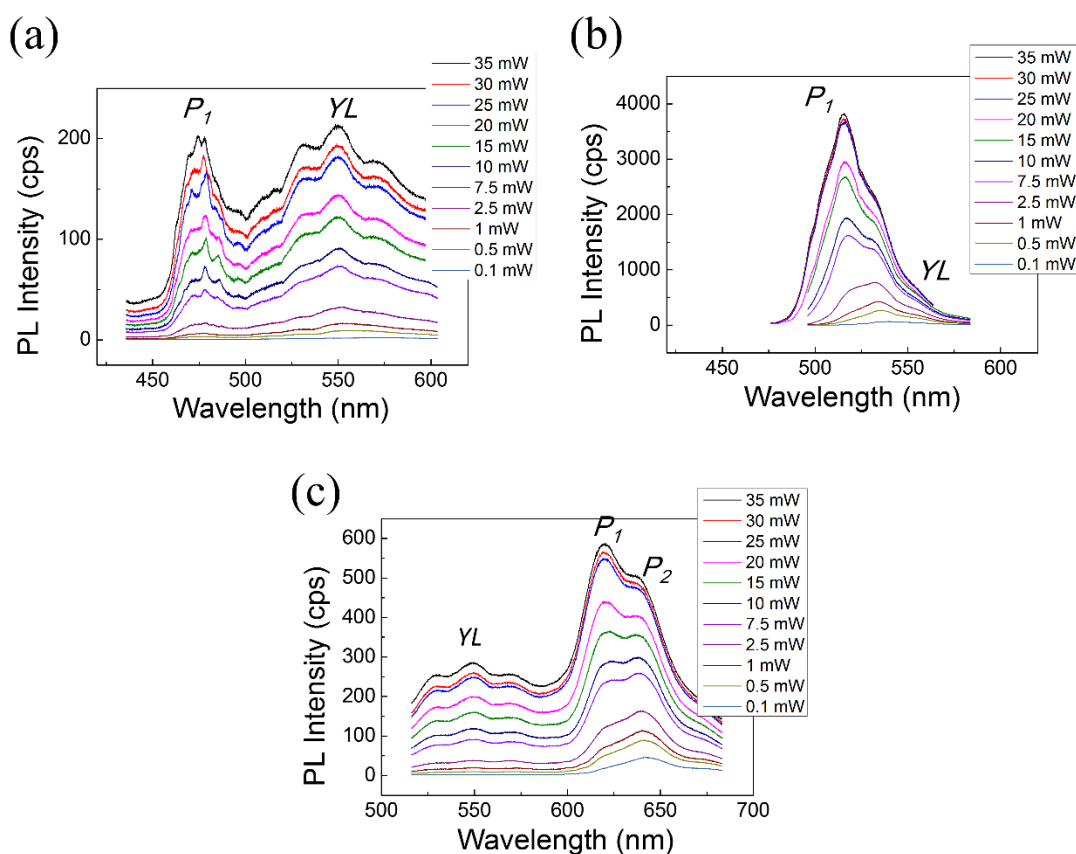 (a)
P1
YL
35 mW
30 mW
25 mW
20 mW
15 mW
10 mW
7.5 mW
2.5 mW
1 mW
0.5 mW
0.1 mW
200
100
0
PL Intensity (cps)
450 500 550 600
Wavelength (nm)
(b)
P1
YL
35 mW
30 mW
25 mW
20 mW
15 mW
10 mW
7.5 mW
2.5 mW
1 mW
0.5 mW
0.1 mW
4000
3000
2000
1000
0
PL Intensity (cps)
450 500 550 600
Wavelength (nm)
(c)
P1
P2
YL
35 mW
30 mW
25 mW
20 mW
15 mW
10 mW
7.5 mW
2.5 mW
1 mW
0.5 mW
0.1 mW
600
500
400
300
200
100
0
PL Intensity (cps)
500 550 600 650 700
Wavelength (nm)